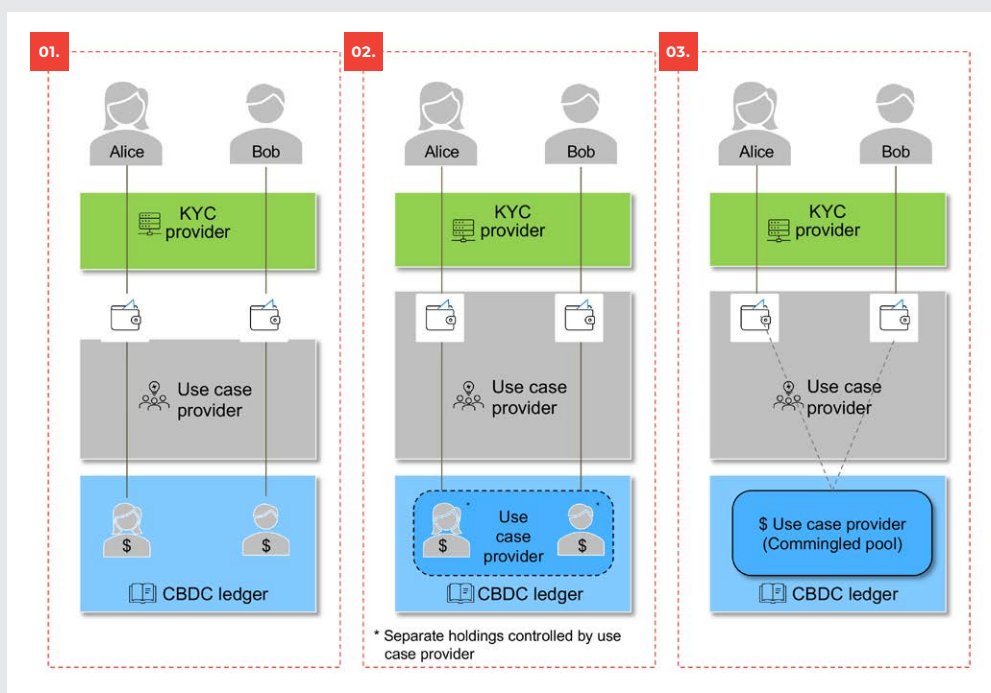 01.
Alice
Bob
KYC
provider
Use case
provider
$
$
CBDC ledger
02.
Alice
Bob
KYC
provider
Use case
provider
*
*
Use
case
provider
$
$
CBDC ledger
* Separate holdings controlled by use
case provider
03.
Alice
Bob
KYC
provider
Use case
provider
$ Use case provider
(Commingled pool)
CBDC ledger